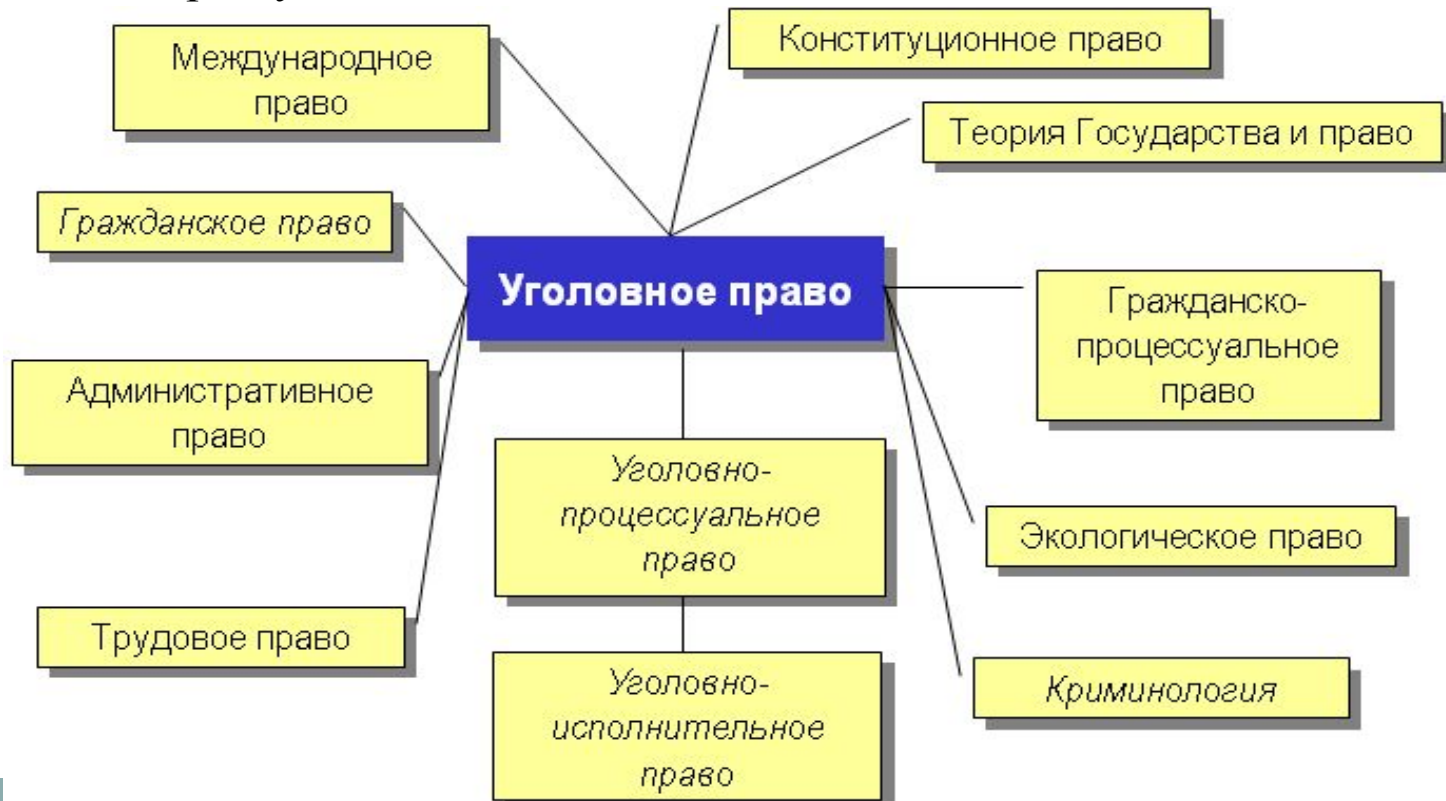 Международное
право
Конституционное право
Теория Государства и право
Гражданское право
Уголовное право
Гражданско-
процессуальное
право
Административное
право
Уголовно-
процессуальное
право
Экологическое право
Трудовое право
Уголовно-
исполнительное
право
Криминология